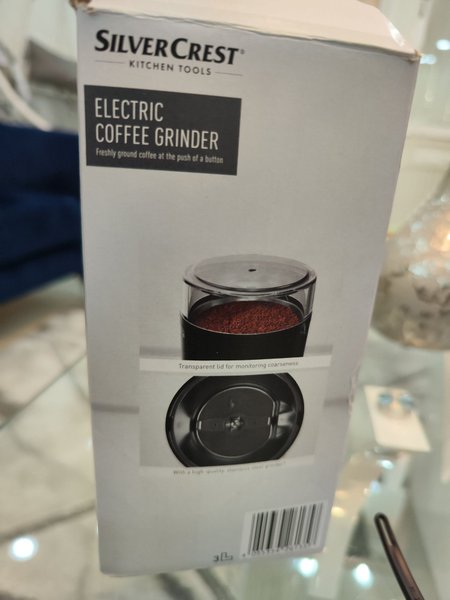 SILVERCREST®
KITCHEN TOOLS
ELECTRIC
COFFEE GRINDER
Freshly ground coffee at the push of a button
Transparent lid for monitoring coarseness
With a high-quality stainless steel grinder
3